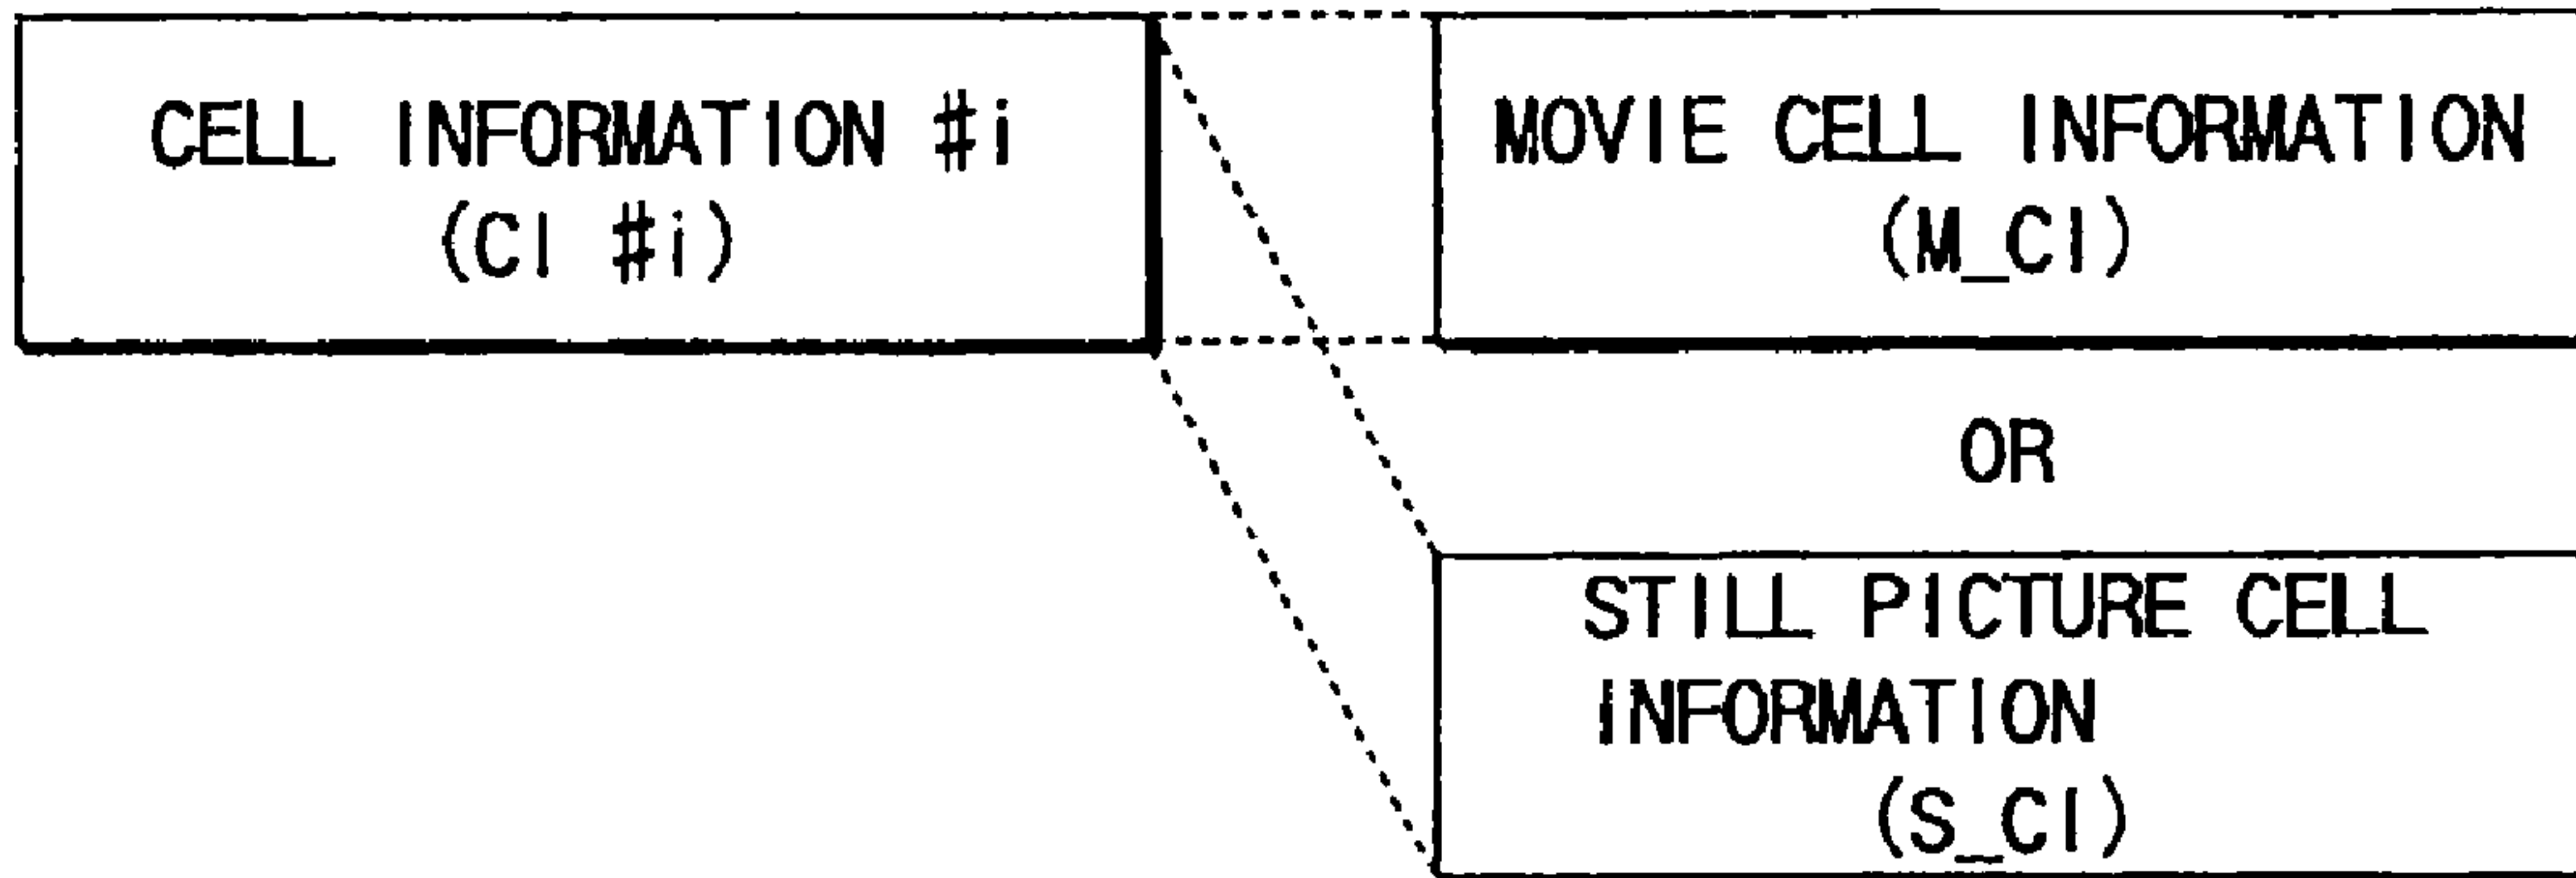 CELL INFORMATION #i
(CI #i)
MOVIE CELL INFORMATION
(M_CI)
OR
STILL PICTURE CELL
INFORMATION
(S_CI)